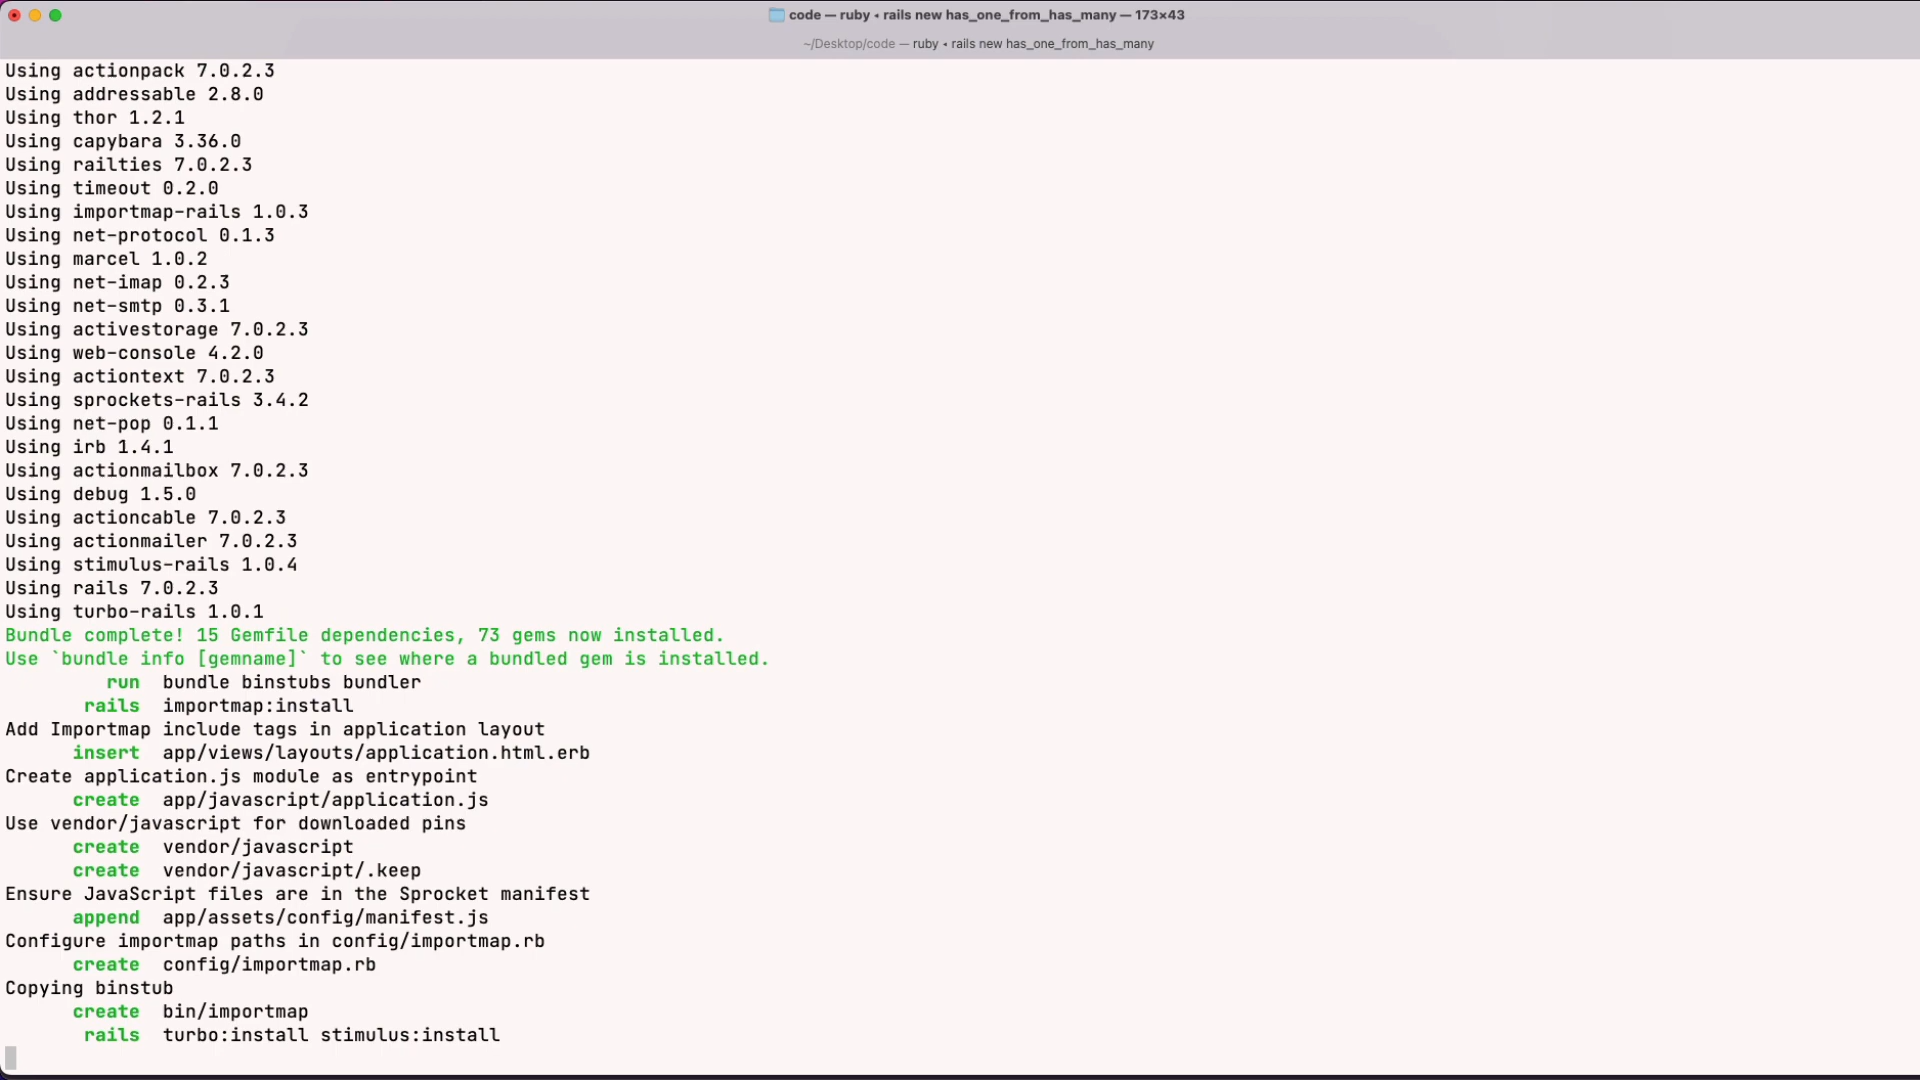 code — ruby ◂ rails new has_one_from_has_many — 173×43
~/Desktop/code — ruby ◂ rails new has_one_from_has_many
Using actionpack 7.0.2.3
Using addressable 2.8.0
Using thor 1.2.1
Using capybara 3.36.0
Using railties 7.0.2.3
Using timeout 0.2.0
Using importmap-rails 1.0.3
Using net-protocol 0.1.3
Using marcel 1.0.2
Using net-imap 0.2.3
Using net-smtp 0.3.1
Using activestorage 7.0.2.3
Using web-console 4.2.0
Using actiontext 7.0.2.3
Using sprockets-rails 3.4.2
Using net-pop 0.1.1
Using irb 1.4.1
Using actionmailbox 7.0.2.3
Using debug 1.5.0
Using actioncable 7.0.2.3
Using actionmailer 7.0.2.3
Using stimulus-rails 1.0.4
Using rails 7.0.2.3
Using turbo-rails 1.0.1
Bundle complete! 15 Gemfile dependencies, 73 gems now installed.
Use `bundle info [gemname]` to see where a bundled gem is installed.
run  bundle binstubs bundler
rails  importmap:install
Add Importmap include tags in application layout
insert  app/views/layouts/application.html.erb
Create application.js module as entrypoint
create  app/javascript/application.js
Use vendor/javascript for downloaded pins
create  vendor/javascript
create  vendor/javascript/.keep
Ensure JavaScript files are in the Sprocket manifest
append  app/assets/config/manifest.js
Configure importmap paths in config/importmap.rb
create  config/importmap.rb
Copying binstub
create  bin/importmap
rails  turbo:install stimulus:install